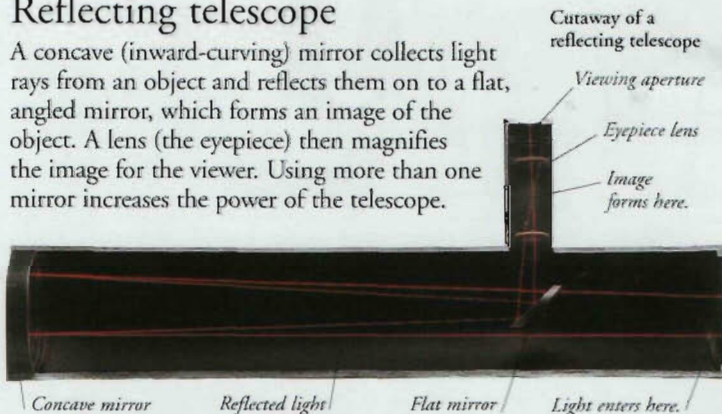 Reflecting telescope
A concave (inward-curving) mirror collects light
rays from an object and reflects them on to a flat,
angled mirror, which forms an image of the
object. A lens (the eyepiece) then magnifies
the image for the viewer. Using more than one
mirror increases the power of the telescope.
Cutaway of a
reflecting telescope
Viewing aperture
Eyepiece lens
Image
forms here.
Concave mirror
Reflected light
Flat mirror
Light enters here.